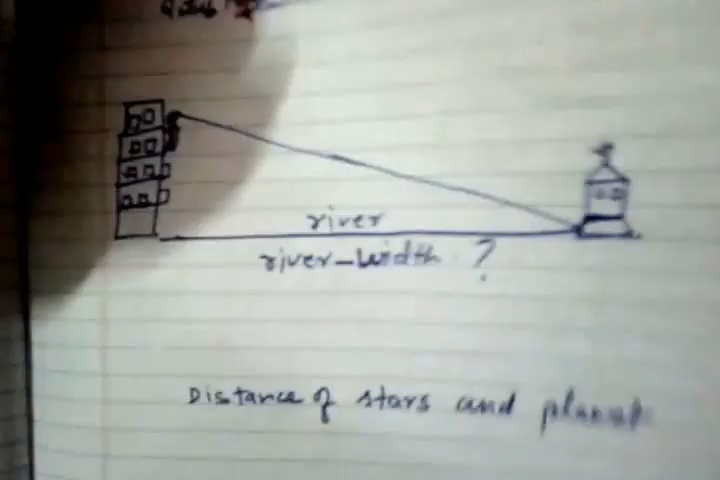 river
river-width ?
Distance of stars and planets